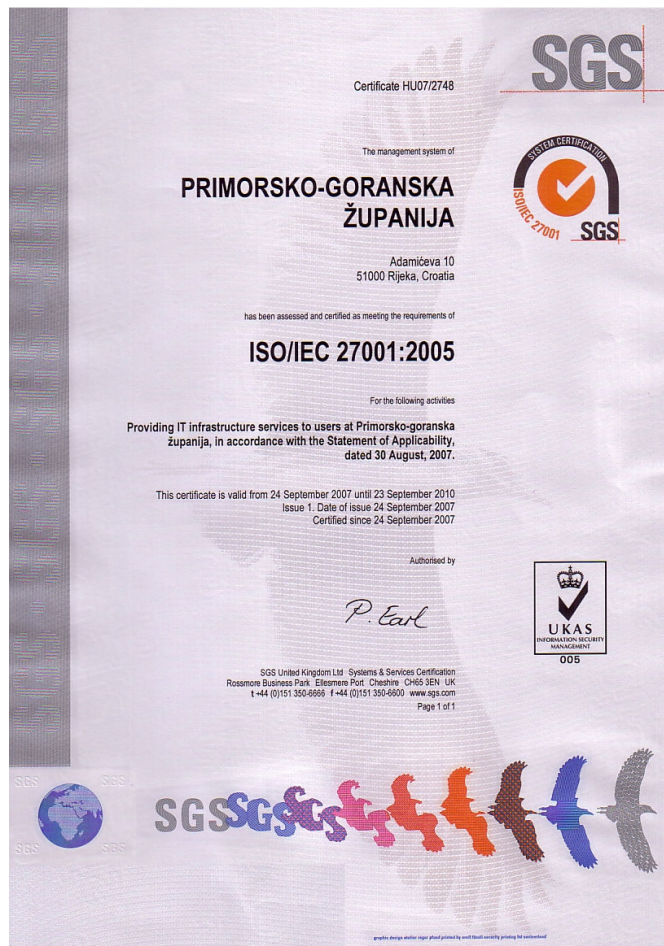 Certificate HU07/2748
SGS
The management system of
PRIMORSKO-GORANSKA
ŽUPANIJA
SYSTEM CERTIFICATION
ISO/IEC 27001
SGS
Adamićeva 10
51000 Rijeka, Croatia
has been assessed and certified as meeting the requirements of
ISO/IEC 27001:2005
For the following activities
Providing IT infrastructure services to users at Primorsko-goranska
županija, in accordance with the Statement of Applicability,
dated 30 August, 2007.
This certificate is valid from 24 September 2007 until 23 September 2010
Issue 1. Date of issue 24 September 2007
Certified since 24 September 2007
Authorised by
P. Earl
UKAS
INFORMATION SECURITY
MANAGEMENT
005
SGS United Kingdom Ltd Systems & Services Certification
Rossmore Business Park Ellesmere Port Cheshire CH65 3EN UK
t +44 (0)151 350-6666 f +44 (0)151 350-6600 www.sgs.com
Page 1 of 1
SGS SGS
SGS SGS
SGSSGSSGS